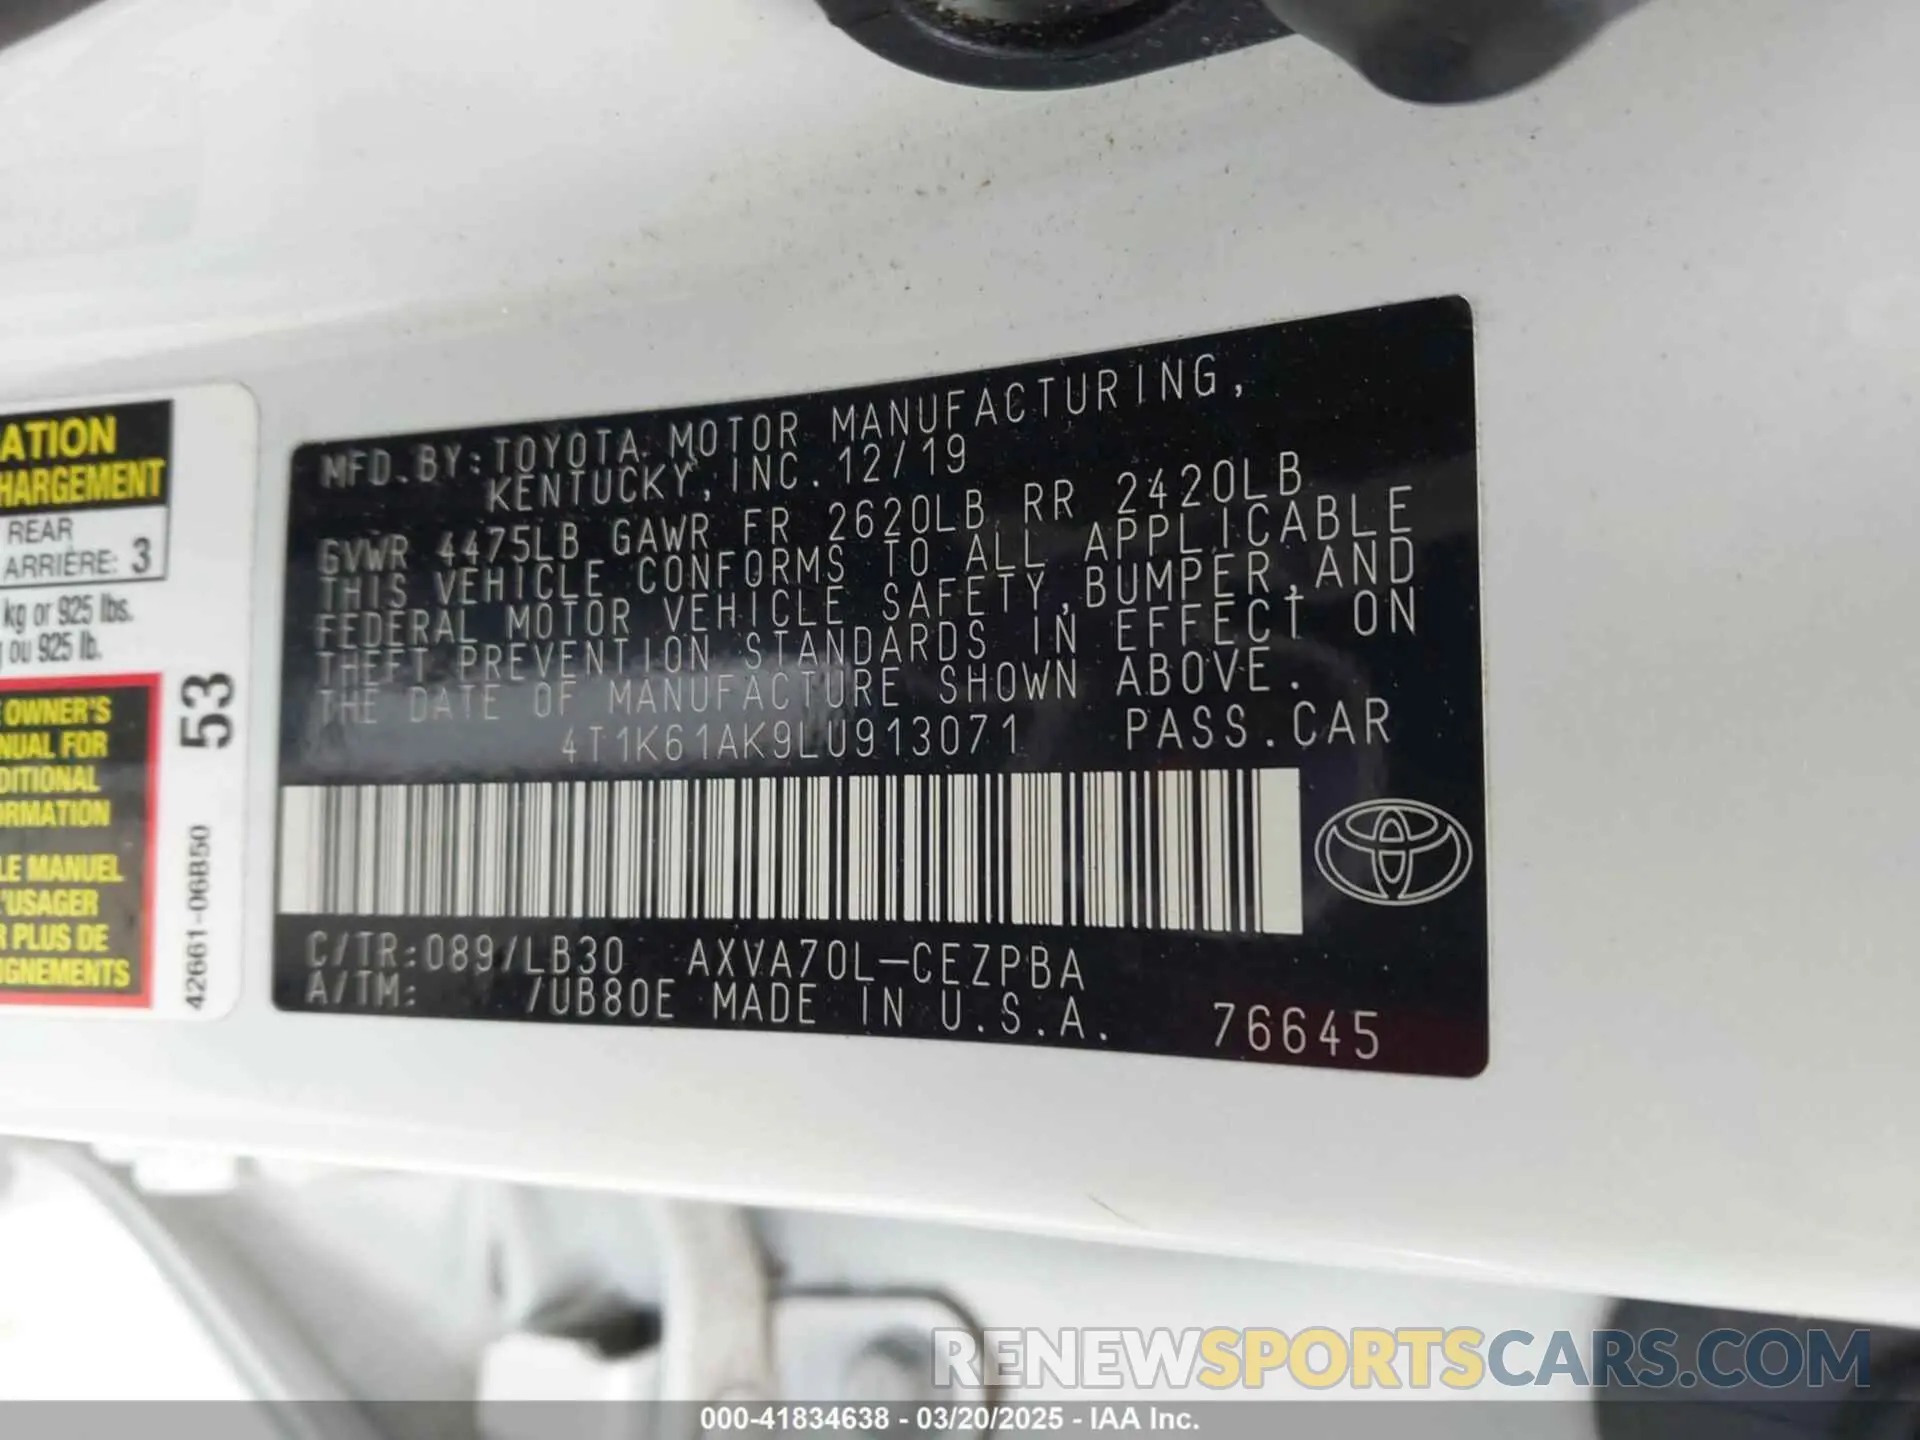 ATION
HARGEMENT
REAR
ARRIÈRE: 3
kg or 925 lbs.
ou 925 lb.
OWNER'S
NUAL FOR
DITIONAL
ORMATION
LE MANUEL
'USAGER
R PLUS DE
IGNEMENTS
53
42661-06B50
MFD. BY: TOYOTA MOTOR MANUFACTURING,
KENTUCKY, INC. 12/19
GVWR 4475LB GAWR FR 2620LB RR 2420LB
THIS VEHICLE CONFORMS TO ALL APPLICABLE
FEDERAL MOTOR VEHICLE SAFETY, BUMPER, AND
THEFT PREVENTION STANDARDS IN EFFECT ON
THE DATE OF MANUFACTURE SHOWN ABOVE.
4T1K61AK9LU913071 PASS. CAR
C/TR: 089/LB30 AXVA70L-CEZPBA
A/TM: /UB80E MADE IN U.S.A. 76645
RENEWSPORTSCARS.COM
000-41834638 - 03/20/2025 - IAA Inc.